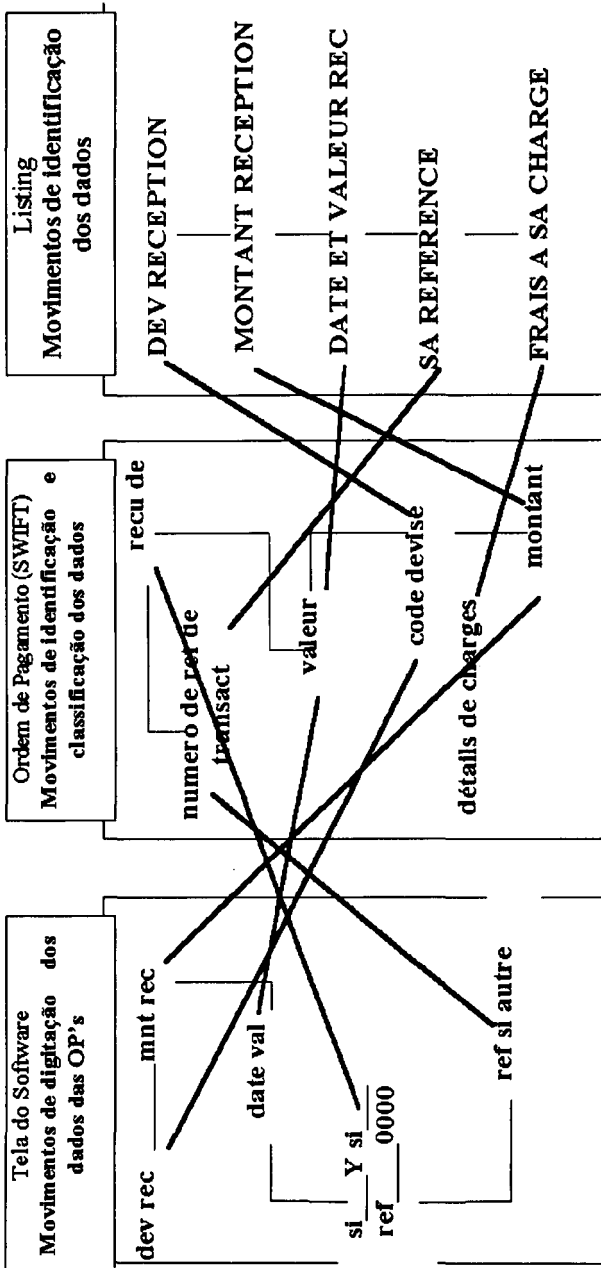 Tela do Software
Movimentos de digitação dos
dados das OP's
dev rec
mnt rec
date val
si Y si
ref 0000
ref si autre
Ordem de Pagamento (SWIFT)
Movimentos de identificação e
classificação dos dados
recu de
numero de ref de
transact
valeur
code devise
détails de charges
montant
Listing
Movimentos de identificação
dos dados
DEV RECEPTION
MONTANT RECEPTION
DATE ET VALEUR REC
SA REFERENCE
FRAIS A SA CHARGE